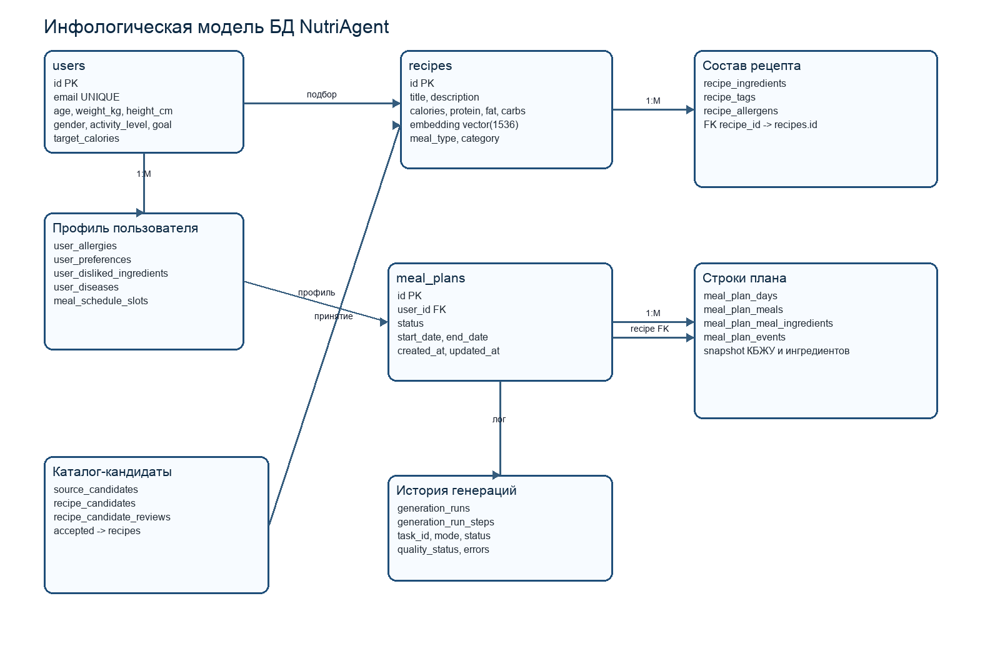 Инфологическая модель БД NutriAgent
users
id PK
email UNIQUE
age, weight_kg, height_cm
gender, activity_level, goal
target_calories
подбор
recipes
id PK
title, description
calories, protein, fat, carbs
embedding vector(1536)
meal_type, category
1:M
Состав рецепта
recipe_ingredients
recipe_tags
recipe_allergens
FK recipe_id -> recipes.id
1:M
Профиль пользователя
user_allergies
user_preferences
user_disliked_ingredients
user_diseases
meal_schedule_slots
профиль
принятие
meal_plans
id PK
user_id FK
status
start_date, end_date
created_at, updated_at
1:M
recipe FK
Строки плана
meal_plan_days
meal_plan_meals
meal_plan_meal_ingredients
meal_plan_events
snapshot КБЖУ и ингредиентов
лог
Каталог-кандидаты
source_candidates
recipe_candidates
recipe_candidate_reviews
accepted -> recipes
История генераций
generation_runs
generation_run_steps
task_id, mode, status
quality_status, errors